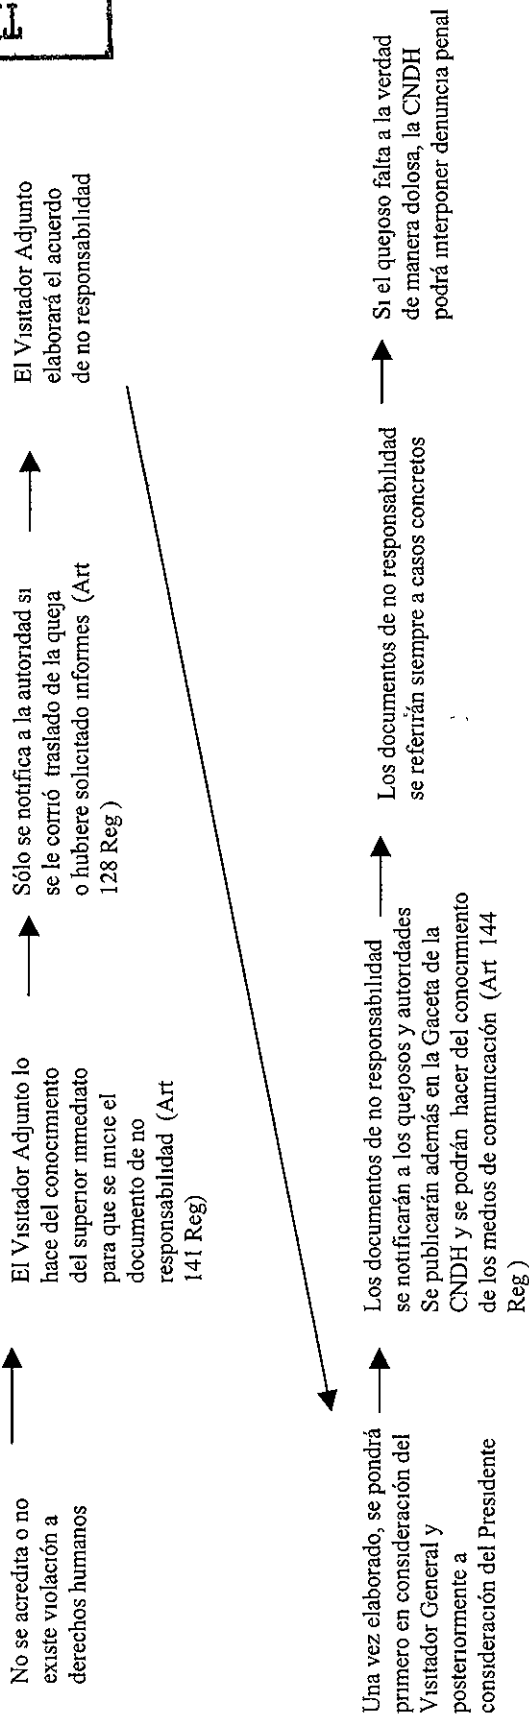 No se acredita o no
existe violación a
derechos humanos
El Visitador Adjunto lo
hace del conocimiento
del superior inmediato
para que se inicie el
documento de no
responsabilidad (Art
141 Reg)
Sólo se notifica a la autoridad si
se le corrió traslado de la queja
o hubiere solicitado informes (Art
128 Reg )
El Visitador Adjunto
elaborará el acuerdo
de no responsabilidad
Una vez elaborado, se pondrá
primero en consideración del
Visitador General y
posteriormente a
consideración del Presidente
Los documentos de no responsabilidad
se notificarán a los quejosos y autoridades
Se publicarán además en la Gaceta de la
CNDH y se podrán hacer del conocimiento
de los medios de comunicación (Art 144
Reg )
Los documentos de no responsabilidad
se referirán siempre a casos concretos
Si el quejoso falta a la verdad
de manera dolosa, la CNDH
podrá interponer denuncia penal